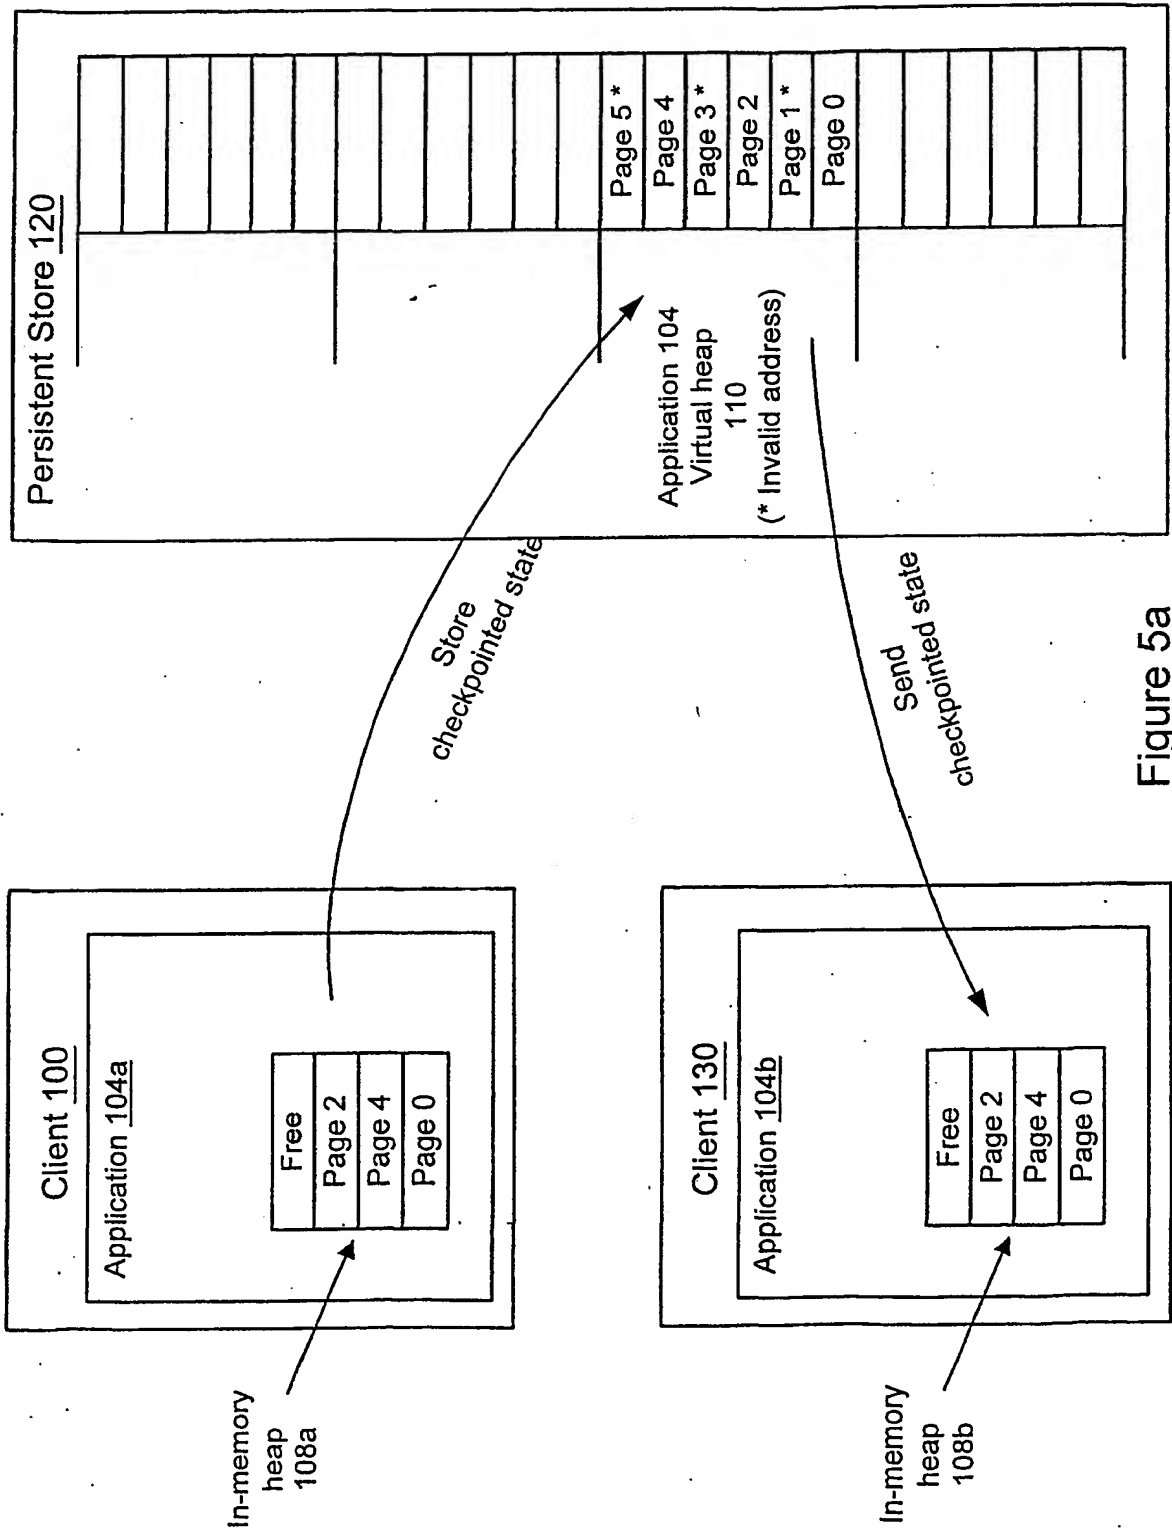 Client 100
Application 104a
Free
Page 2
Page 4
Page 0
In-memory
heap
108a
Store
checkpointed state
Persistent Store 120
Page 5 *
Page 4
Page 3 *
Page 2
Page 1 *
Page 0
Application 104
Virtual heap
110
(* Invalid address)
Send
checkpointed state
Client 130
Application 104b
Free
Page 2
Page 4
Page 0
In-memory
heap
108b
Figure 5a